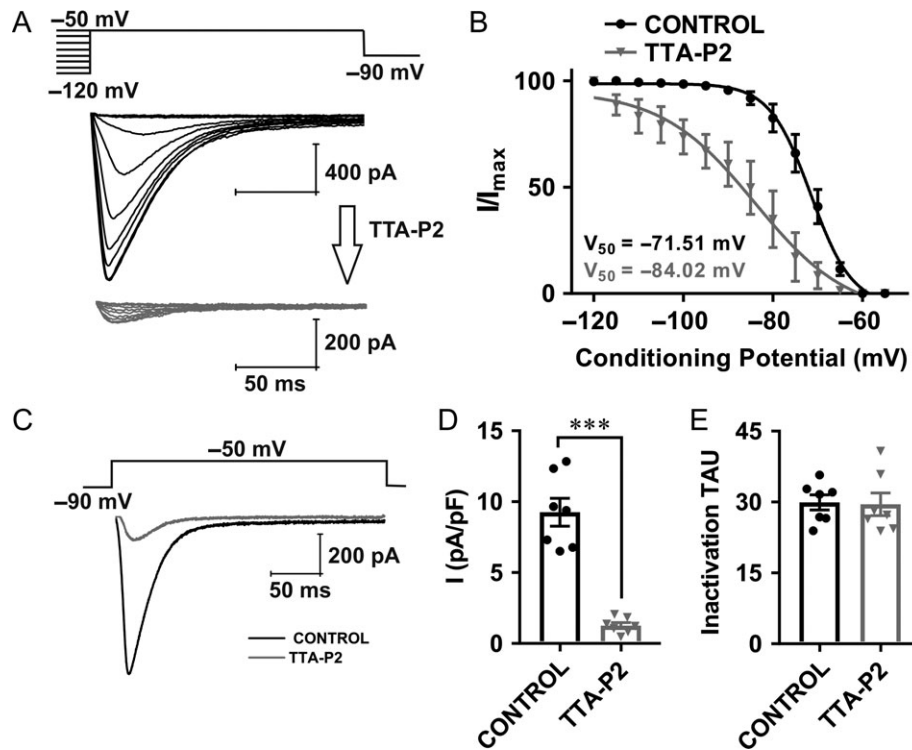 A
−50 mV
−120 mV
−90 mV
400 pA
TTA-P2
200 pA
50 ms
B
CONTROL
TTA-P2
I/Imax
100
50
0
V50 = −71.51 mV
V50 = −84.02 mV
−120 −100 −80 −60
Conditioning Potential (mV)
C
−50 mV
−90 mV
200 pA
50 ms
CONTROL
TTA-P2
D
***
I (pA/pF)
15
10
5
0
CONTROL
TTA-P2
E
Inactivation TAU
45
30
15
0
CONTROL
TTA-P2